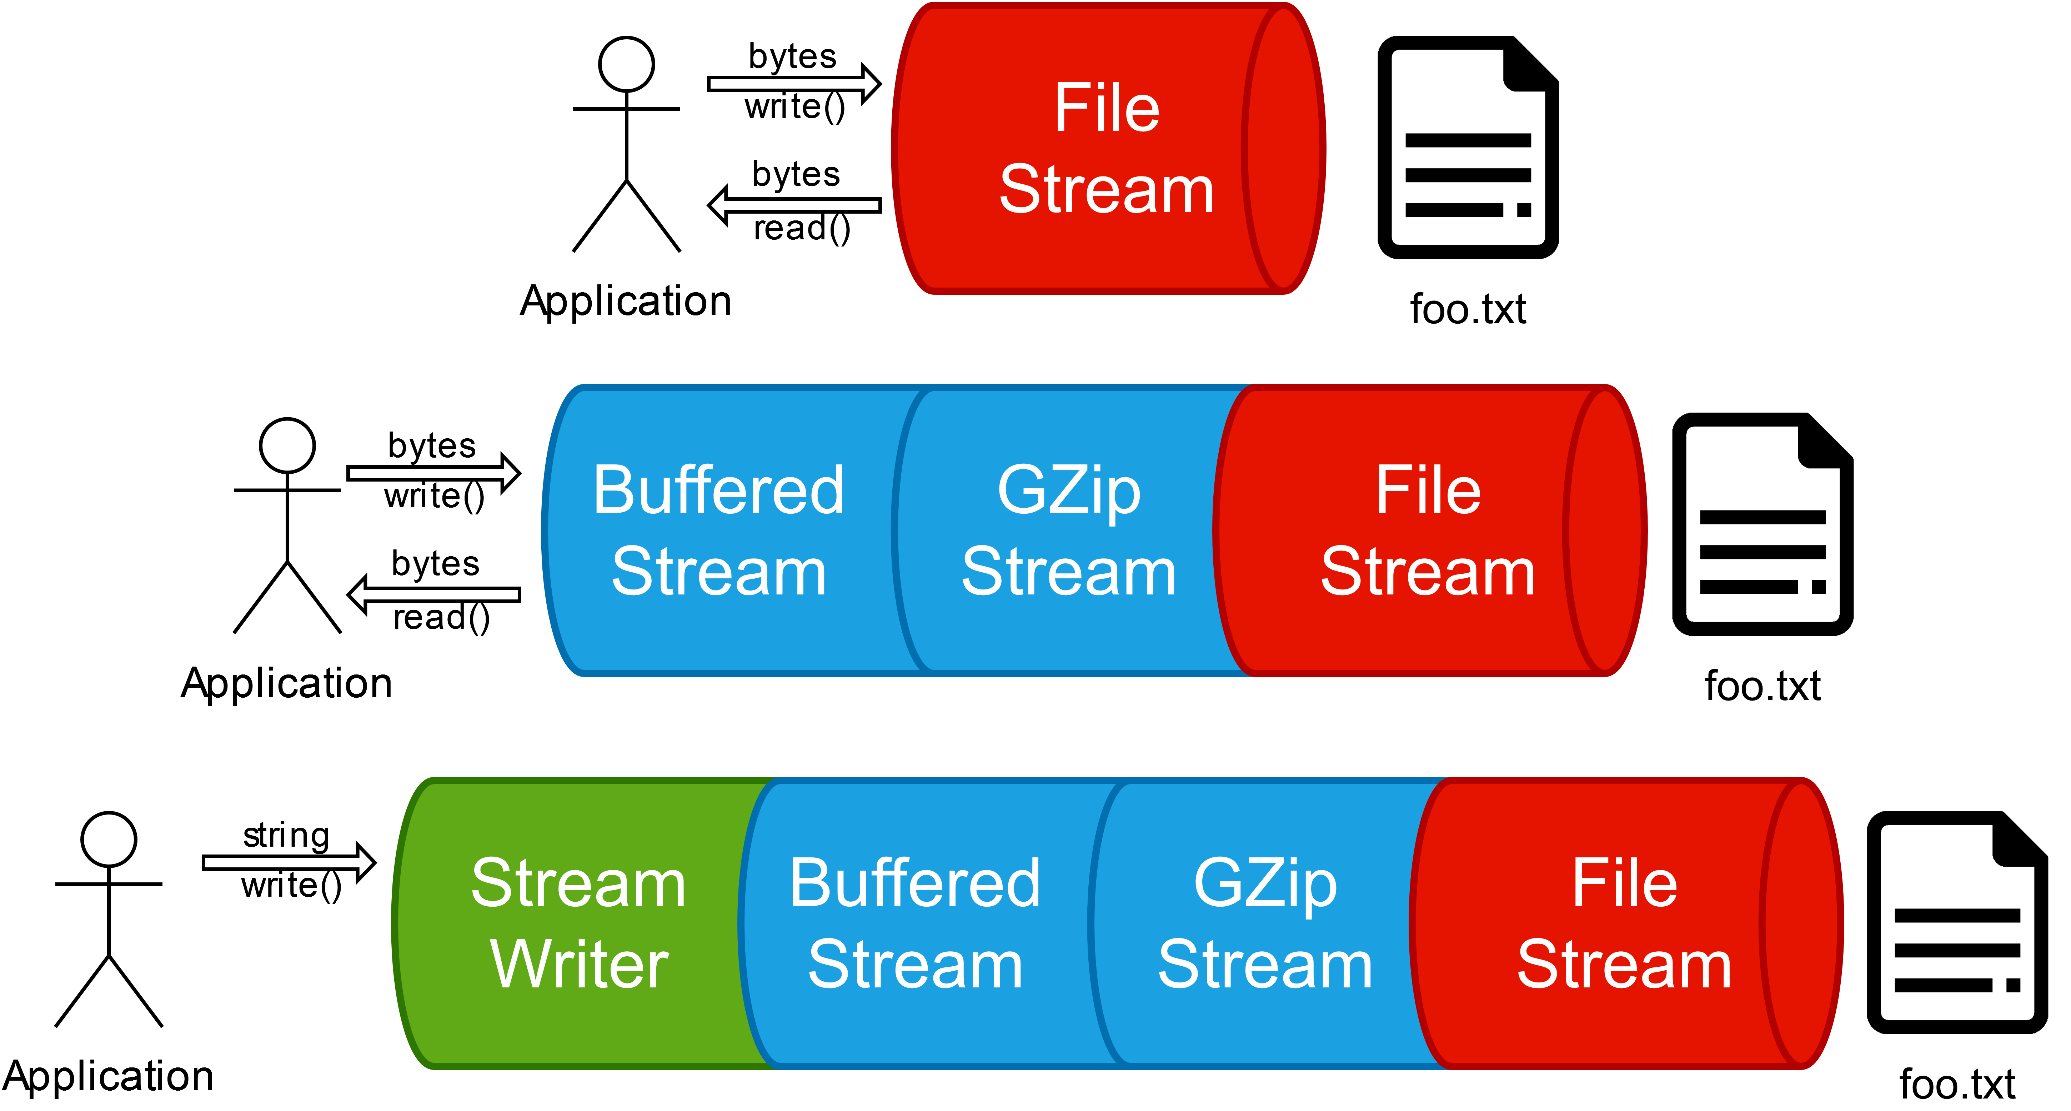 bytes
write()
bytes
read()
Application
File
Stream
foo.txt
bytes
write()
bytes
read()
Application
Buffered
Stream
GZip
Stream
File
Stream
foo.txt
string
write()
Application
Stream
Writer
Buffered
Stream
GZip
Stream
File
Stream
foo.txt